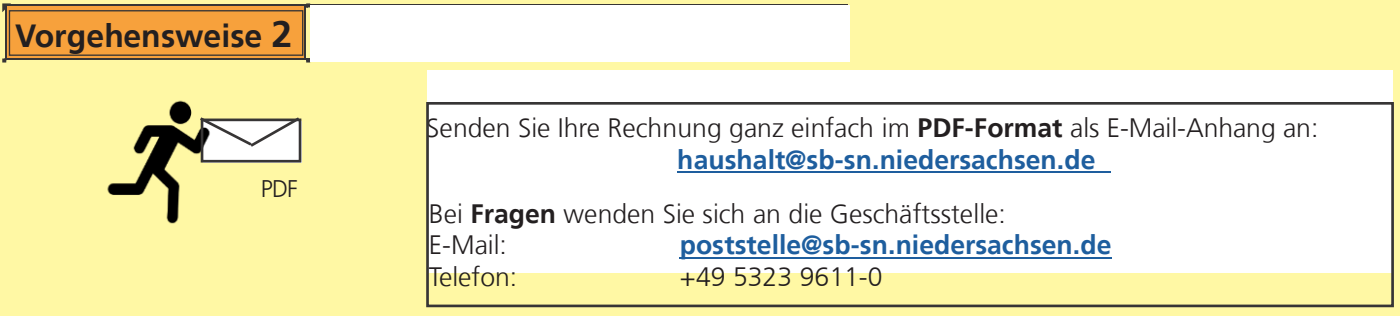 Vorgehensweise 2
PDF
Senden Sie Ihre Rechnung ganz einfach im PDF-Format als E-Mail-Anhang an:
haushalt@sb-sn.niedersachsen.de
Bei Fragen wenden Sie sich an die Geschäftsstelle:
E-Mail: poststelle@sb-sn.niedersachsen.de
Telefon: +49 5323 9611-0